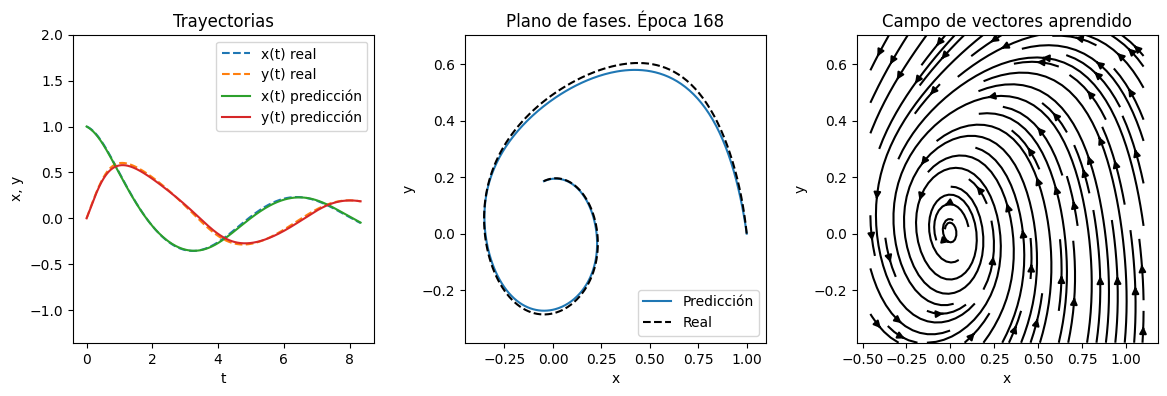 Trayectorias
2.0
1.5
1.0
0.5
0.0
−0.5
−1.0
x, y
0
2
4
6
8
t
x(t) real
y(t) real
x(t) predicción
y(t) predicción
Plano de fases. Época 168
0.6
0.4
0.2
0.0
−0.2
y
−0.25
0.00
0.25
0.50
0.75
1.00
x
Predicción
Real
Campo de vectores aprendido
0.6
0.4
0.2
0.0
−0.2
y
−0.50
−0.25
0.00
0.25
0.50
0.75
1.00
x